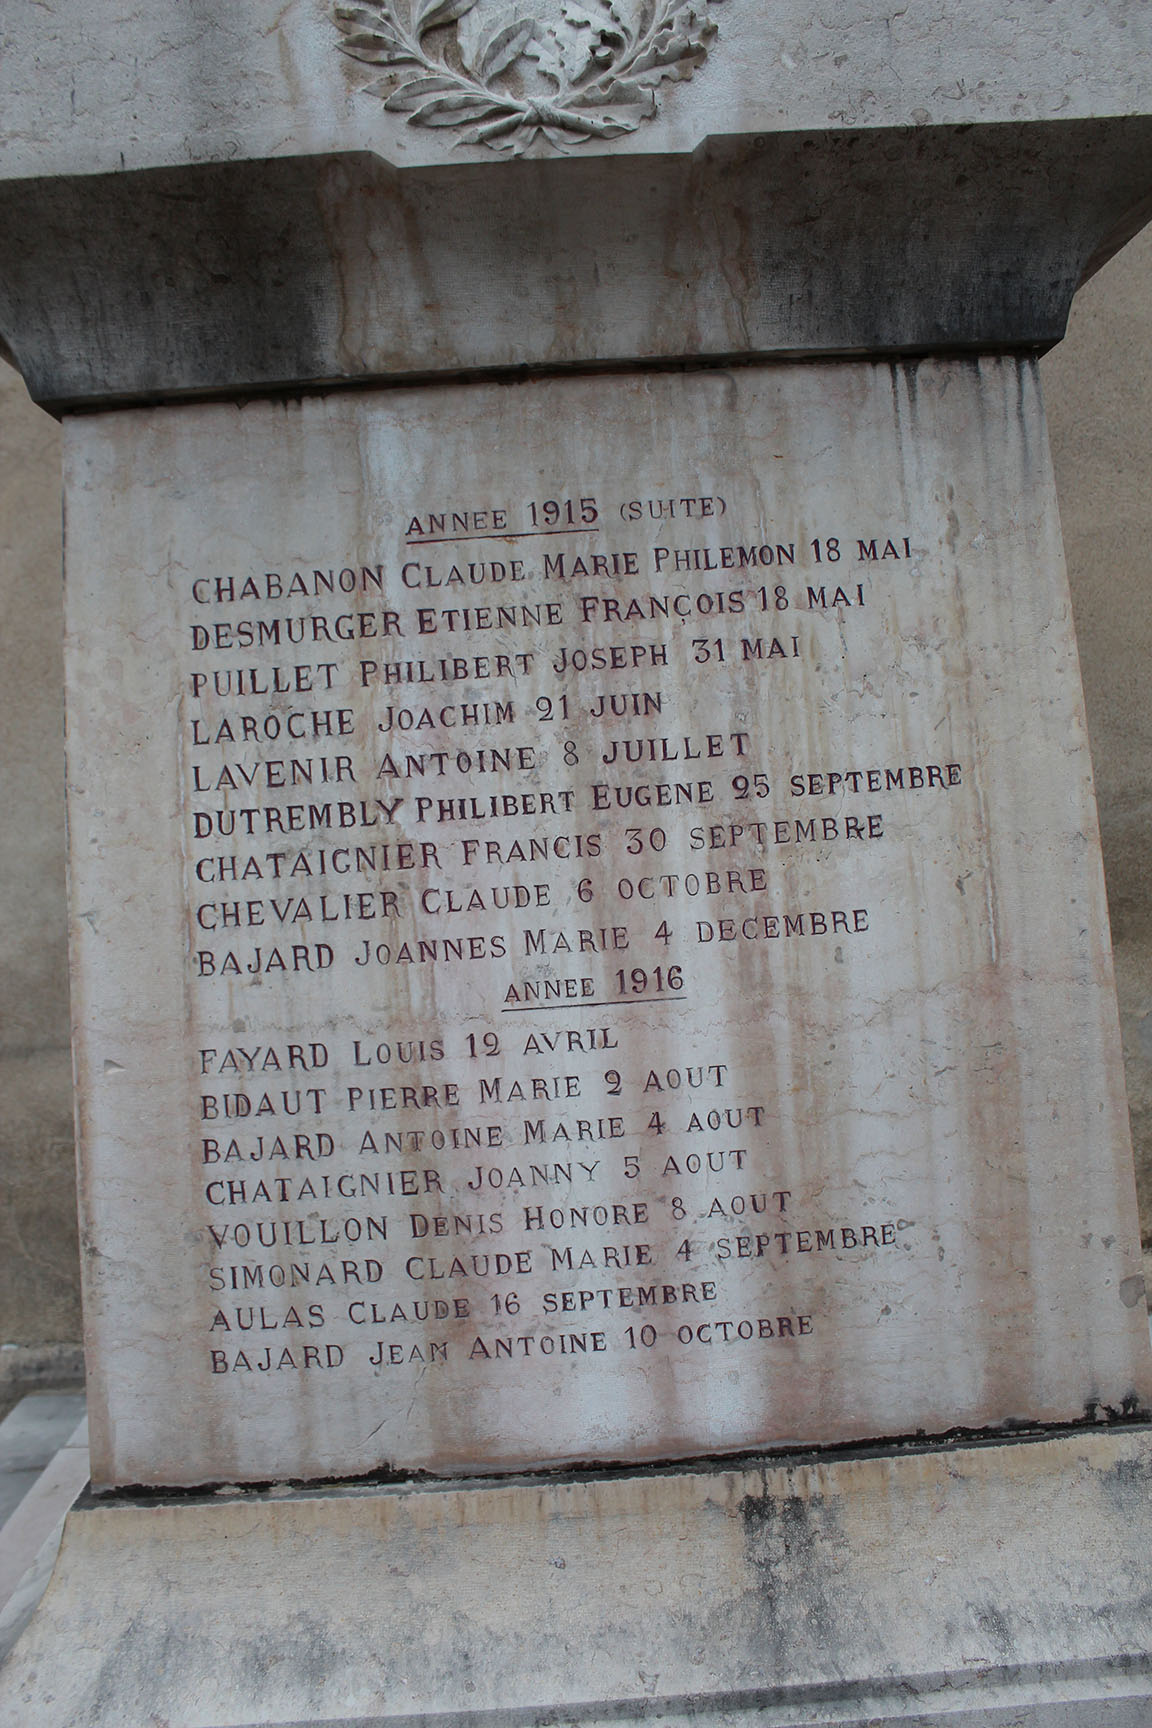 ANNEE 1915 (SUITE)
CHABANON CLAUDE MARIE PHILEMON 18 MAI
DESMURGER ETIENNE FRANÇOIS 18 MAI
PUILLET PHILIBERT JOSEPH 31 MAI
LAROCHE JOACHIM 21 JUIN
LAVENIR ANTOINE 8 JUILLET
DUTREMBLY PHILIBERT EUGENE 25 SEPTEMBRE
CHATAIGNIER FRANCIS 30 SEPTEMBRE
CHEVALIER CLAUDE 6 OCTOBRE
BAJARD JOANNES MARIE 4 DECEMBRE
ANNEE 1916
FAYARD LOUIS 12 AVRIL
BIDAUT PIERRE MARIE 2 AOUT
BAJARD ANTOINE MARIE 4 AOUT
CHATAIGNIER JOANNY 5 AOUT
VOUILLON DENIS HONORE 8 AOUT
SIMONARD CLAUDE MARIE 4 SEPTEMBRE
AULAS CLAUDE 16 SEPTEMBRE
BAJARD JEAN ANTOINE 10 OCTOBRE